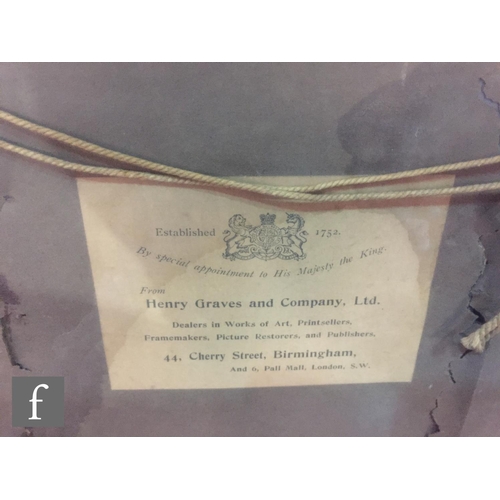 Established 1752.
By special appointment to His Majesty the King.
From
Henry Graves and Company, Ltd.
Dealers in Works of Art, Printsellers,
Framemakers, Picture Restorers, and Publishers.
44, Cherry Street, Birmingham,
And 6, Pall Mall, London, S.W.
f